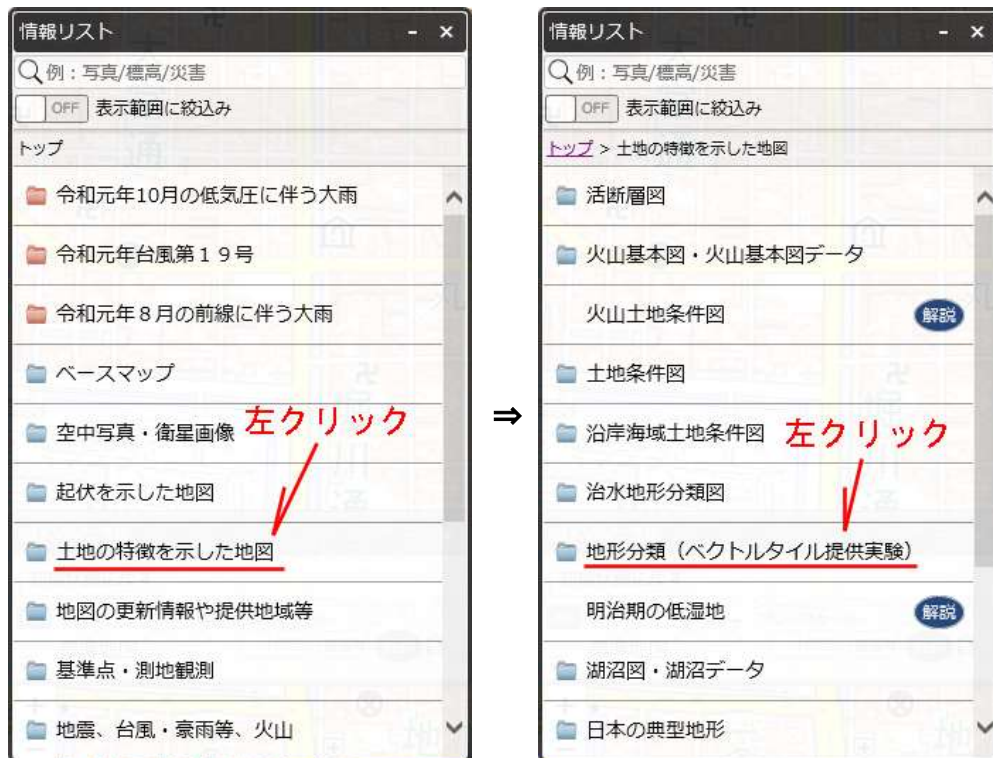 情報リスト - ×
例：写真/標高/災害
OFF 表示範囲に絞込み
トップ
令和元年10月の低気圧に伴う大雨
令和元年台風第１９号
令和元年８月の前線に伴う大雨
ベースマップ
空中写真・衛星画像
左クリック
起伏を示した地図
土地の特徴を示した地図
地図の更新情報や提供地域等
基準点・測地観測
地震、台風・豪雨等、火山
⇒
情報リスト - ×
例：写真/標高/災害
OFF 表示範囲に絞込み
トップ > 土地の特徴を示した地図
活断層図
火山基本図・火山基本図データ
火山土地条件図 解説
土地条件図
沿岸海域土地条件図
左クリック
治水地形分類図
地形分類（ベクトルタイル提供実験）
明治期の低湿地 解説
湖沼図・湖沼データ
日本の典型地形